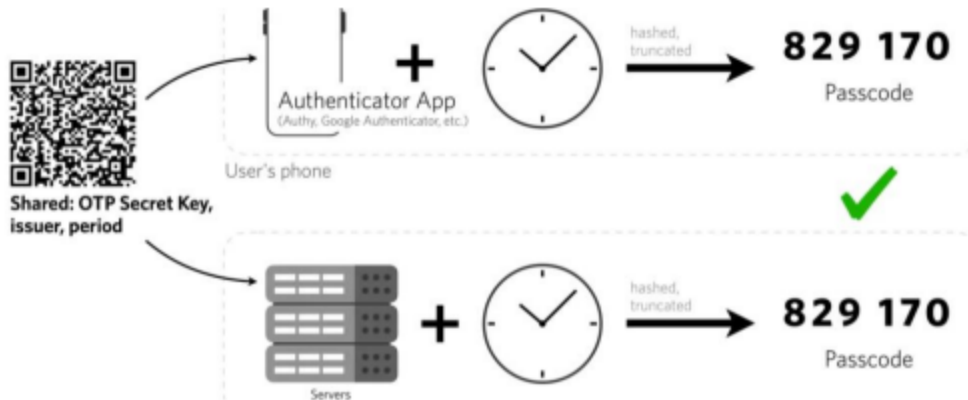 hashed,
truncated
829 170
Passcode
Authenticator App
(Authy, Google Authenticator, etc.)
User's phone
Shared: OTP Secret Key,
issuer, period
hashed,
truncated
829 170
Passcode
Servers